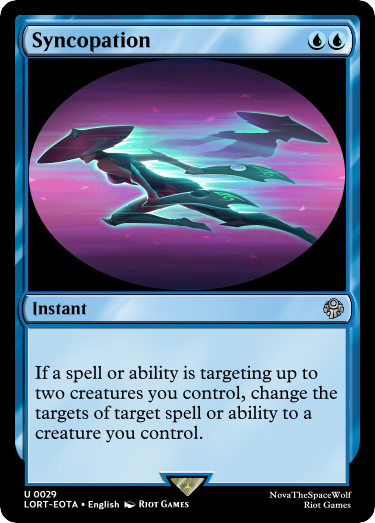 Syncopation
Instant
If a spell or ability is targeting up to
two creatures you control, change the
targets of target spell or ability to a
creature you control.
U 0029
LORT-EOTA • English RIOT GAMES
NovaTheSpaceWolf
Riot Games